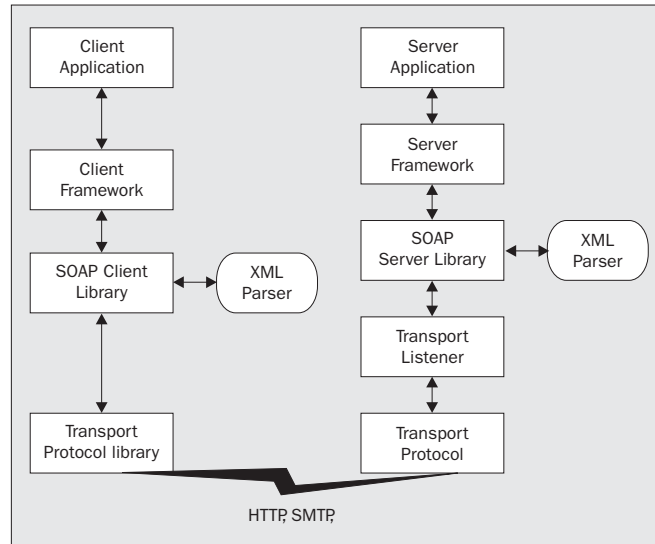 Client
Application
Client
Framework
SOAP Client
Library
XML
Parser
Transport
Protocol library
Server
Application
Server
Framework
SOAP
Server Library
XML
Parser
Transport
Listener
Transport
Protocol
HTTP, SMTP,